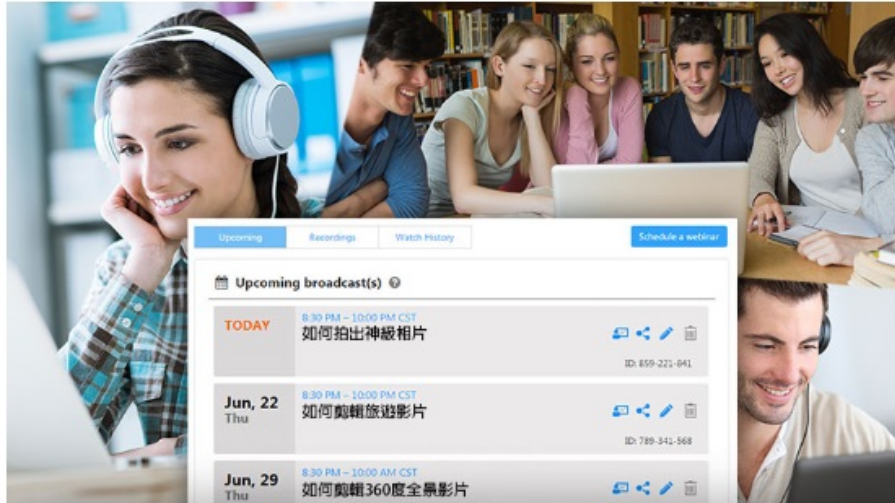 Upcoming
Recordings
Watch History
Schedule a webinar
Upcoming broadcast(s)
TODAY
8:30 PM – 10:00 PM CST
如何拍出神級相片
ID: 859-221-841
Jun, 22
Thu
8:30 PM – 10:00 PM CST
如何剪輯旅遊影片
ID: 789-341-568
Jun, 29
Thu
8:30 PM – 10:00 AM CST
如何剪輯360度全景影片